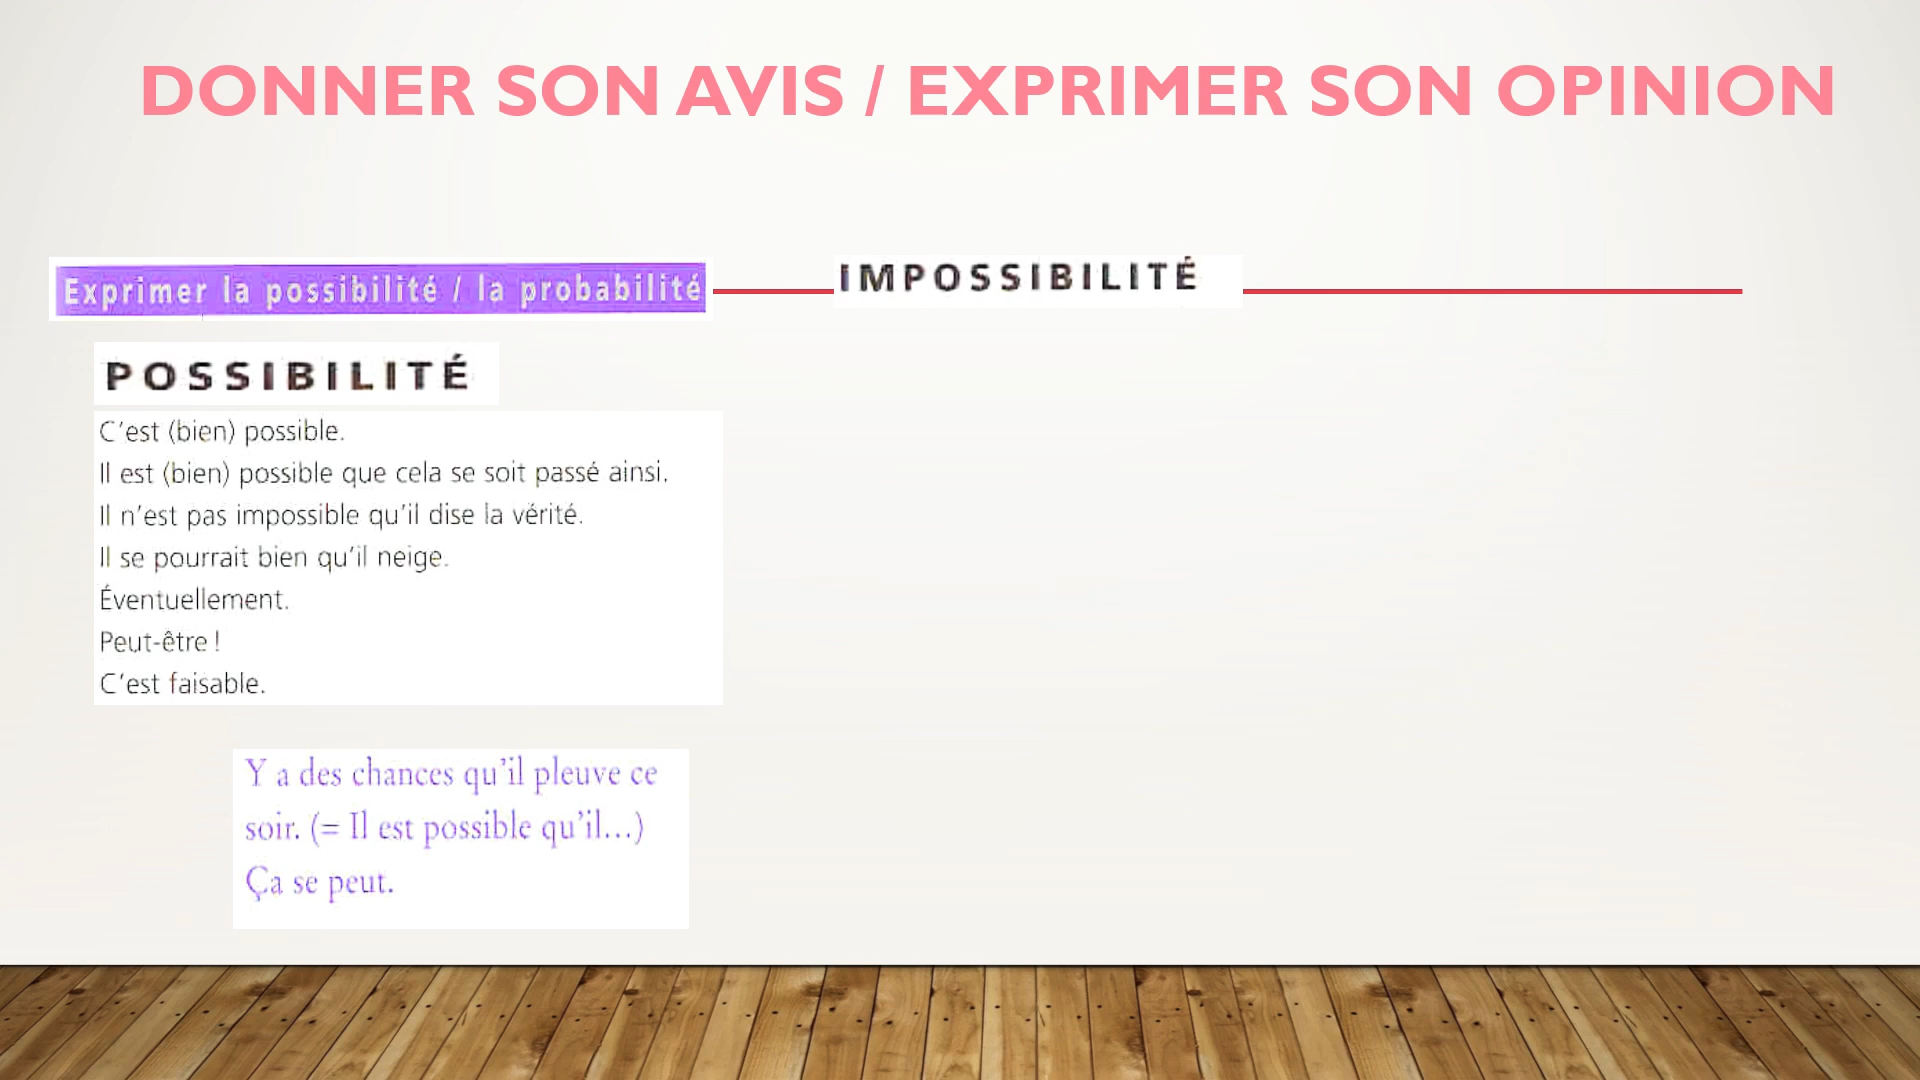 DONNER SON AVIS / EXPRIMER SON OPINION
Exprimer la possibilité / la probabilité
IMPOSSIBILITÉ
POSSIBILITÉ
C'est (bien) possible.
Il est (bien) possible que cela se soit passé ainsi.
Il n'est pas impossible qu'il dise la vérité.
Il se pourrait bien qu'il neige.
Éventuellement.
Peut-être !
C'est faisable.
Y a des chances qu'il pleuve ce
soir. (= Il est possible qu'il...)
Ça se peut.